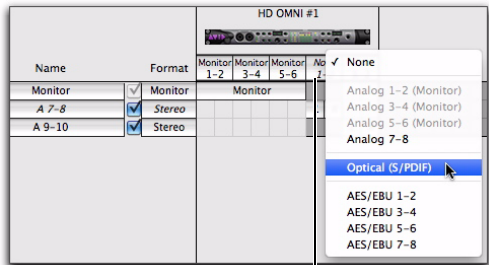 HD OMNI #1
Name
Format
Monitor 1-2
Monitor 3-4
Monitor 5-6
Monitor
Monitor
Monitor
A 7-8
Stereo
A 9-10
Stereo
✓ None
Analog 1-2 (Monitor)
Analog 3-4 (Monitor)
Analog 5-6 (Monitor)
Analog 7-8
Optical (S/PDIF)
AES/EBU 1-2
AES/EBU 3-4
AES/EBU 5-6
AES/EBU 7-8